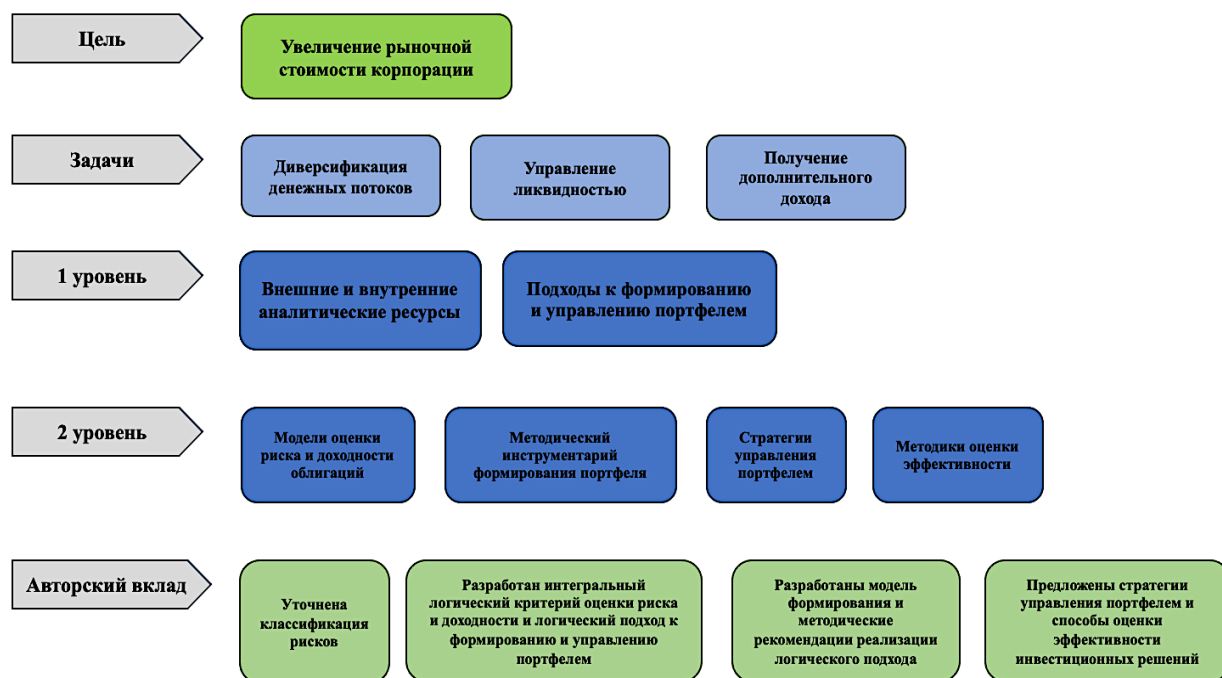 Цель
Увеличение рыночной
стоимости корпорации
Задачи
Диверсификация
денежных потоков
Управление
ликвидностью
Получение
дополнительного
дохода
1 уровень
Внешние и внутренние
аналитические ресурсы
Подходы к формированию
и управлению портфелем
2 уровень
Модели оценки
риска и доходности
облигаций
Методический
инструментарий
формирования портфеля
Стратегии
управления
портфелем
Методики оценки
эффективности
Авторский вклад
Уточнена
классификация
рисков
Разработан интегральный
логический критерий оценки риска
и доходности и логический подход к
формированию и управлению
портфелем
Разработаны модель
формирования и
методические
рекомендации реализации
логического подхода
Предложены стратегии
управления портфелем и
способы оценки
эффективности
инвестиционных решений